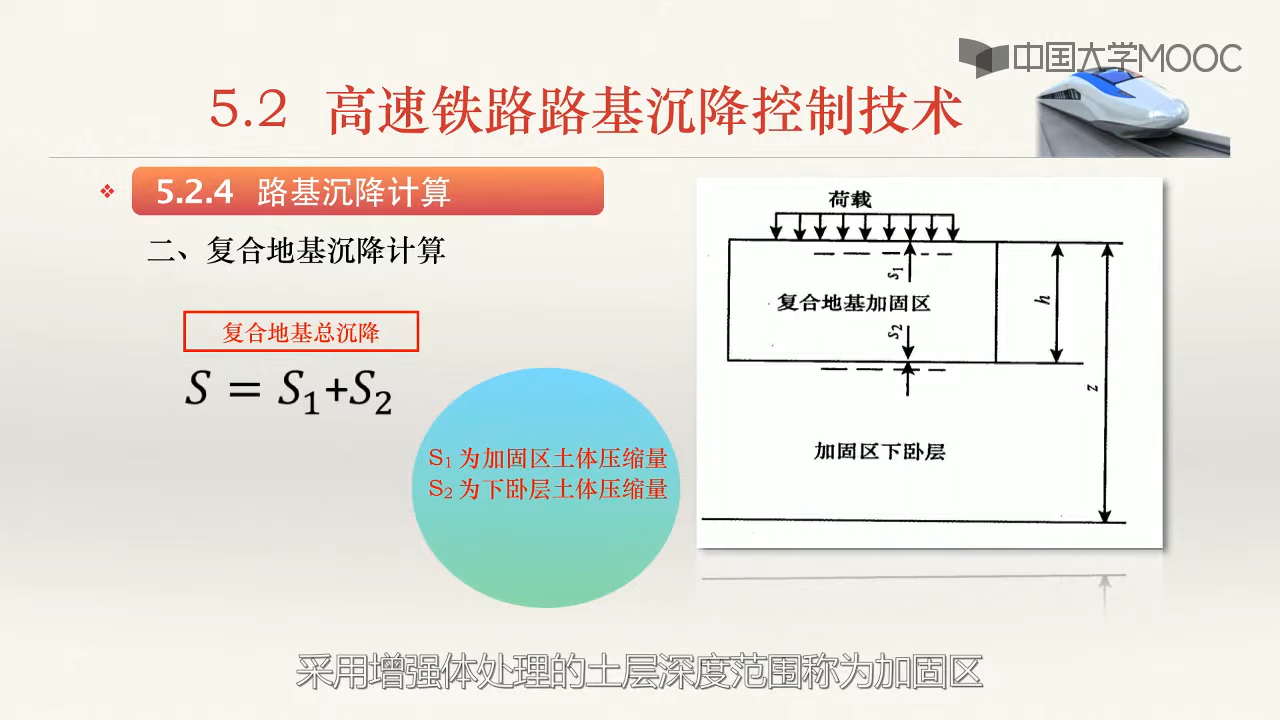 中国大学MOOC
5.2 高速铁路路基沉降控制技术
5.2.4 路基沉降计算
二、复合地基沉降计算
复合地基总沉降
S = S₁+S₂
S₁ 为加固区土体压缩量
S₂ 为下卧层土体压缩量
荷载
s₁
复合地基加固区
h
s₂
z
加固区下卧层
采用增强体处理的土层深度范围称为加固区